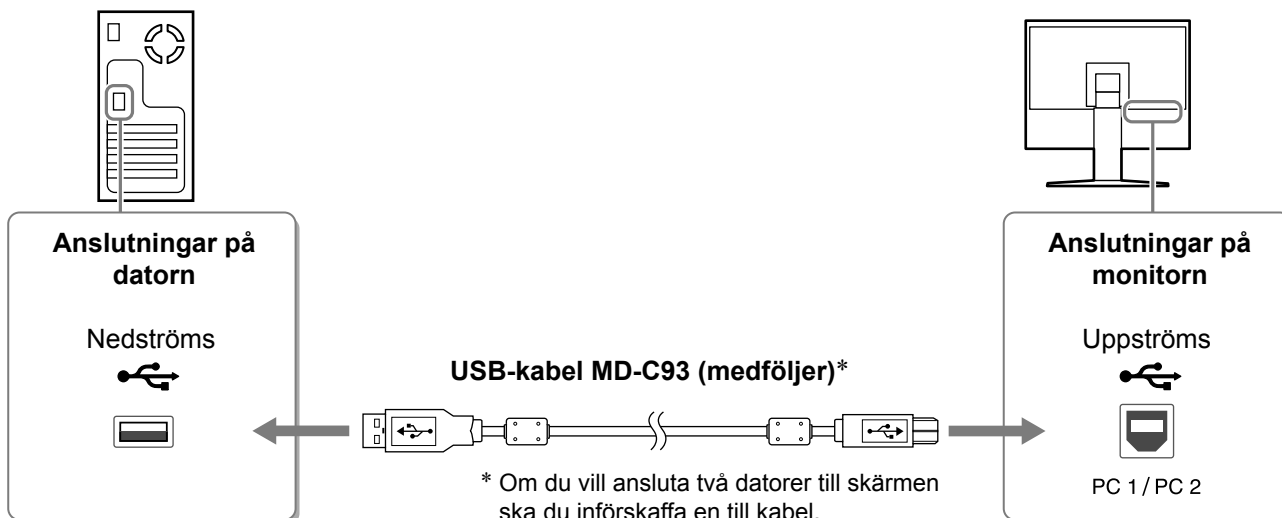 Anslutningar på
datorn
Nedströms
USB-kabel MD-C93 (medföljer)*
* Om du vill ansluta två datorer till skärmen
ska du införskaffa en till kabel.
Anslutningar på
monitorn
Uppströms
PC 1 / PC 2